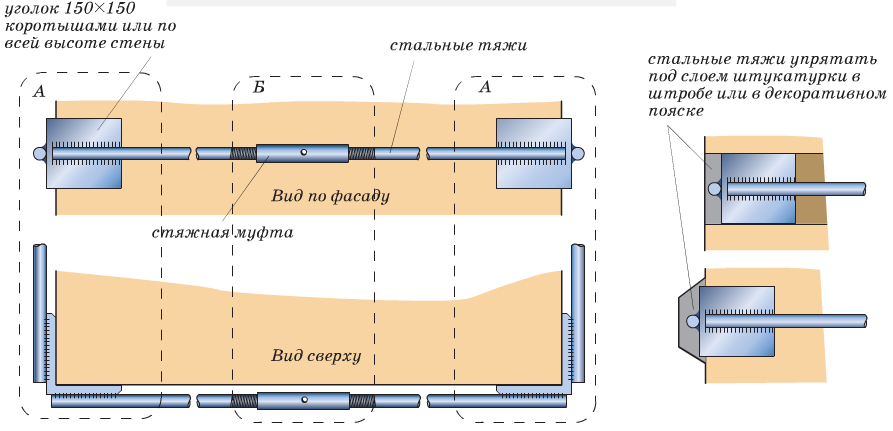 уголок 150×150
коротышами или по
всей высоте стены
стальные тяжи
А
Б
А
Вид по фасаду
стяжная муфта
Вид сверху
стальные тяжи упрятать
под слоем штукатурки в
штробе или в декоративном
пояске